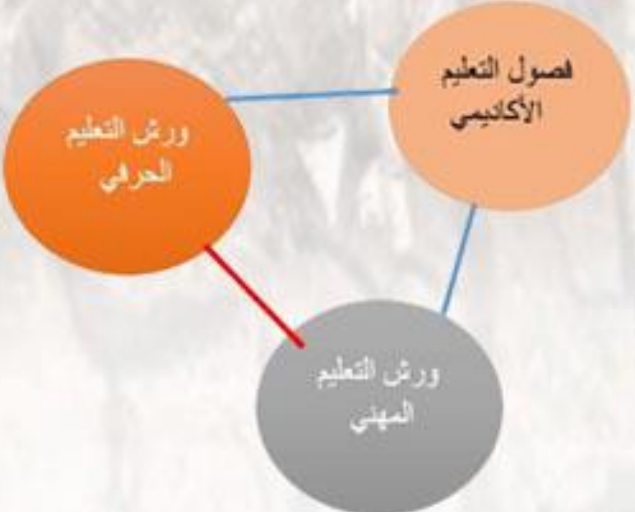 فصول التعليم
الأكاديمي
ورش التعليم
الحرفي
ورش التعليم
المهني